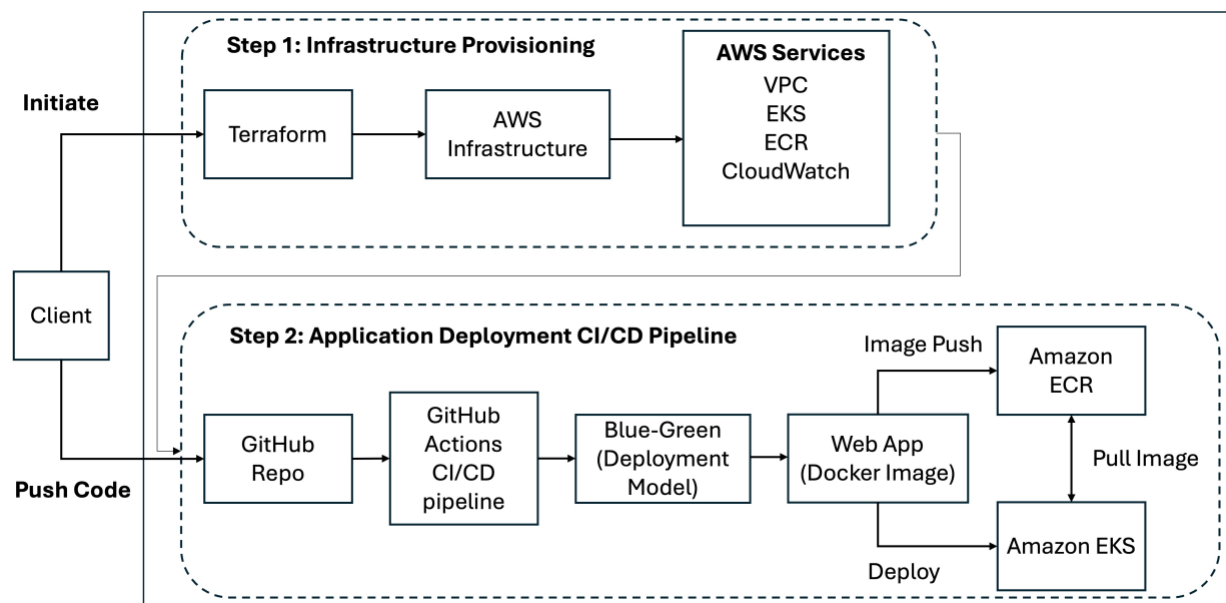 Step 1: Infrastructure Provisioning
AWS Services
VPC
EKS
ECR
CloudWatch
Initiate
Terraform
AWS
Infrastructure
Client
Step 2: Application Deployment CI/CD Pipeline
Image Push
Amazon
ECR
GitHub
Repo
GitHub
Actions
CI/CD
pipeline
Blue-Green
(Deployment
Model)
Web App
(Docker Image)
Pull Image
Push Code
Amazon EKS
Deploy